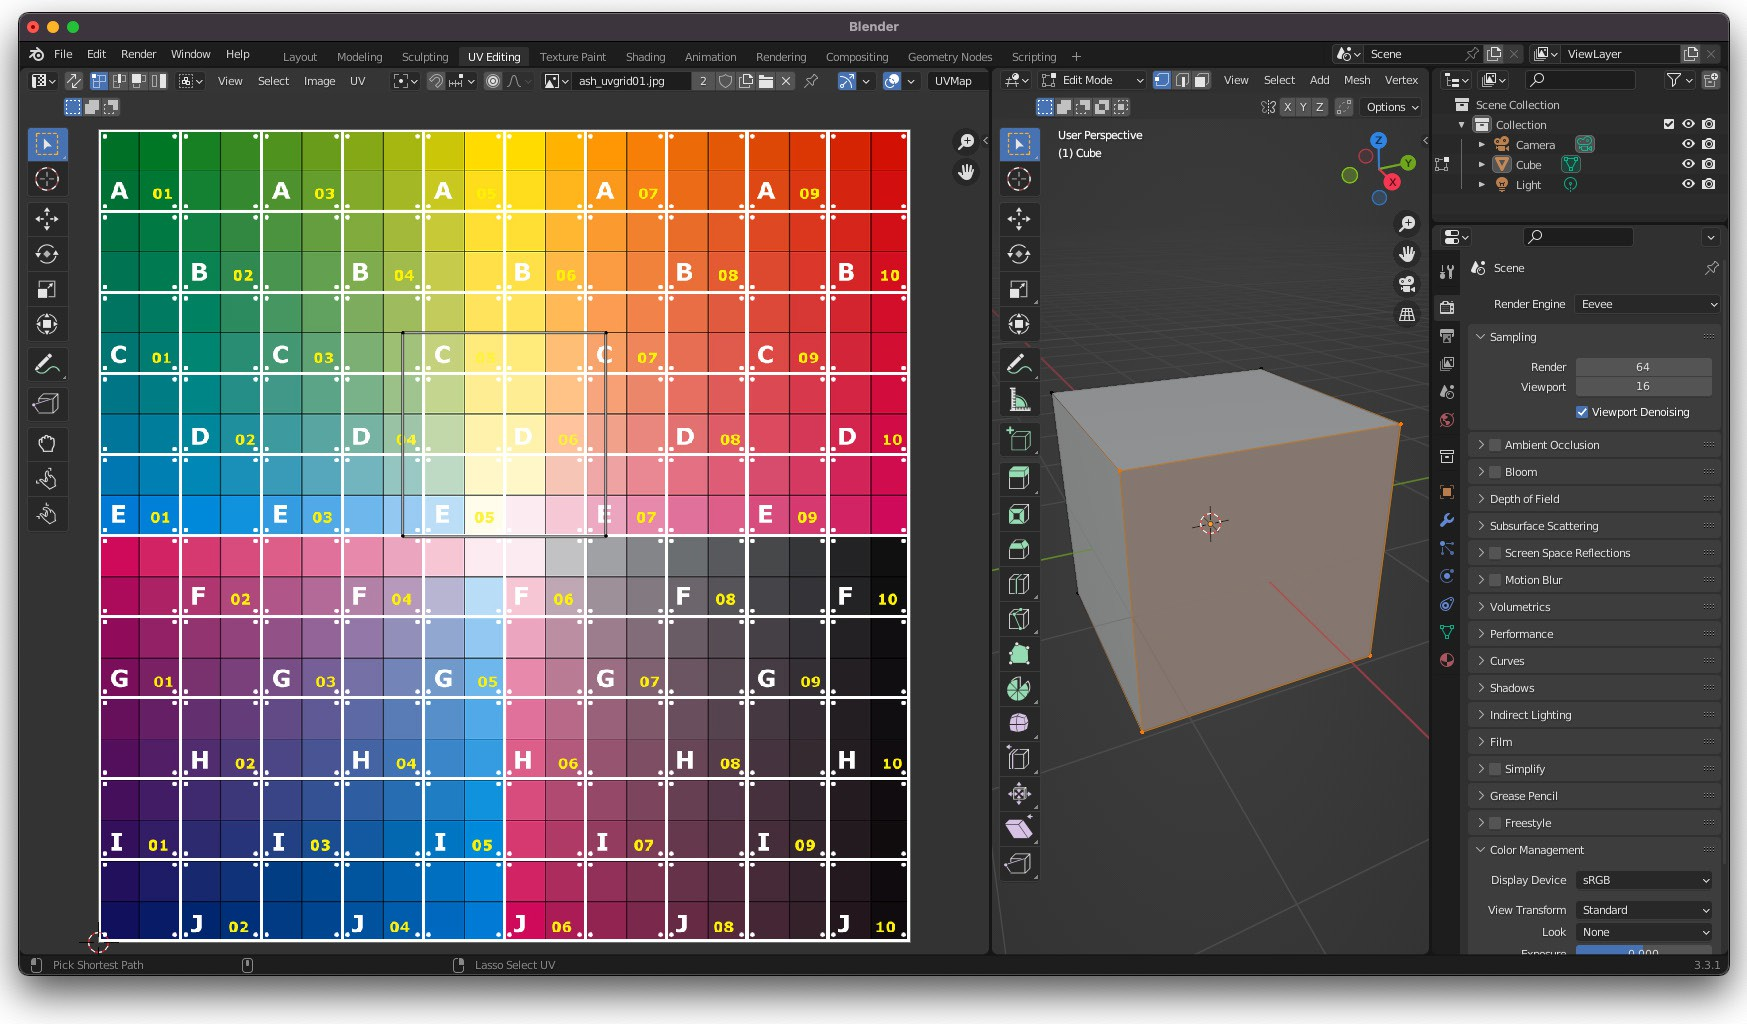 Blender
File Edit Render Window Help Layout Modeling Sculpting UV Editing Texture Paint Shading Animation Rendering Compositing Geometry Nodes Scripting + Scene ViewLayer
View Select Image UV ash_uvgrid01.jpg 2 UVMap
Edit Mode View Select Add Mesh Vertex
X Y Z Options
User Perspective
(1) Cube
Z Y X
A 01 A 03 A 05 A 07 A 09
B 02 B 04 B 06 B 08 B 10
C 01 C 03 C 05 C 07 C 09
D 02 D 04 D 06 D 08 D 10
E 01 E 03 E 05 E 07 E 09
F 02 F 04 F 06 F 08 F 10
G 01 G 03 G 05 G 07 G 09
H 02 H 04 H 06 H 08 H 10
I 01 I 03 I 05 I 07 I 09
J 02 J 04 J 06 J 08 J 10
Scene Collection
Collection
Camera
Cube
Light
Scene
Render Engine Eevee
Sampling
Render 64
Viewport 16
Viewport Denoising
Ambient Occlusion
Bloom
Depth of Field
Subsurface Scattering
Screen Space Reflections
Motion Blur
Volumetrics
Performance
Curves
Shadows
Indirect Lighting
Film
Simplify
Grease Pencil
Freestyle
Color Management
Display Device sRGB
View Transform Standard
Look None
Exposure 0.000
Pick Shortest Path Lasso Select UV 3.3.1